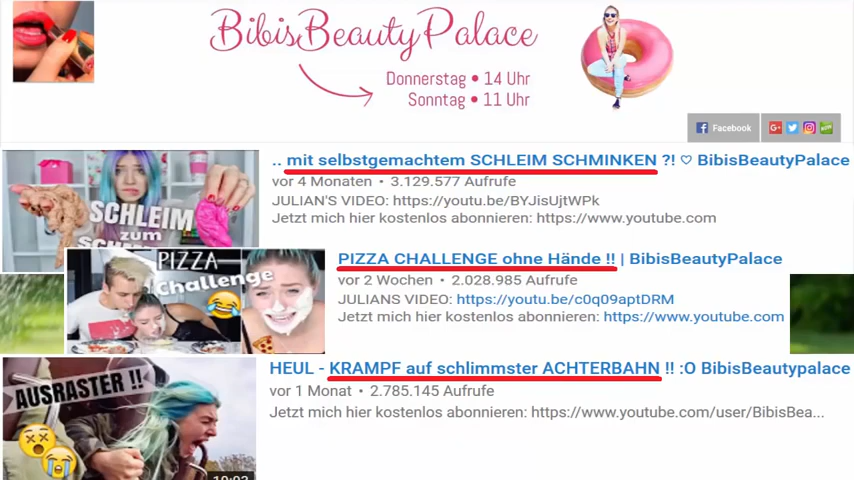 BibisBeautyPalace
Donnerstag • 14 Uhr
Sonntag • 11 Uhr
Facebook
.. mit selbstgemachtem SCHLEIM SCHMINKEN ?! ♡ BibisBeautyPalace
vor 4 Monaten • 3.129.577 Aufrufe
JULIAN'S VIDEO: https://youtu.be/BYJisUjtWPk
Jetzt mich hier kostenlos abonnieren: https://www.youtube.com
SCHLEIM
zum
PIZZA CHALLENGE ohne Hände !! | BibisBeautyPalace
vor 2 Wochen • 2.028.985 Aufrufe
JULIANS VIDEO: https://youtu.be/c0q09aptDRM
Jetzt mich hier kostenlos abonnieren: https://www.youtube.com
PIZZA
Challenge
HEUL - KRAMPF auf schlimmster ACHTERBAHN !! :O BibisBeautypalace
vor 1 Monat • 2.785.145 Aufrufe
Jetzt mich hier kostenlos abonnieren: https://www.youtube.com/user/BibisBea...
AUSRASTER !!